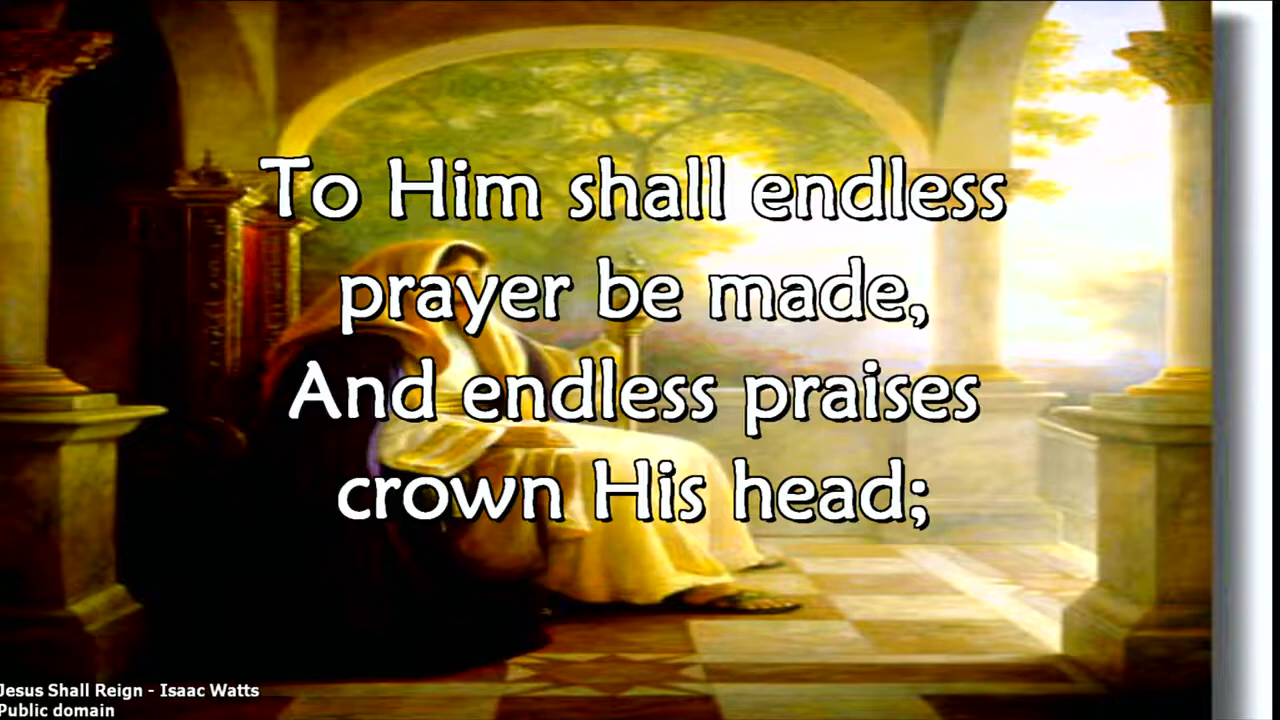 To Him shall endless
prayer be made,
And endless praises
crown His head;
Jesus Shall Reign - Isaac Watts
Public domain